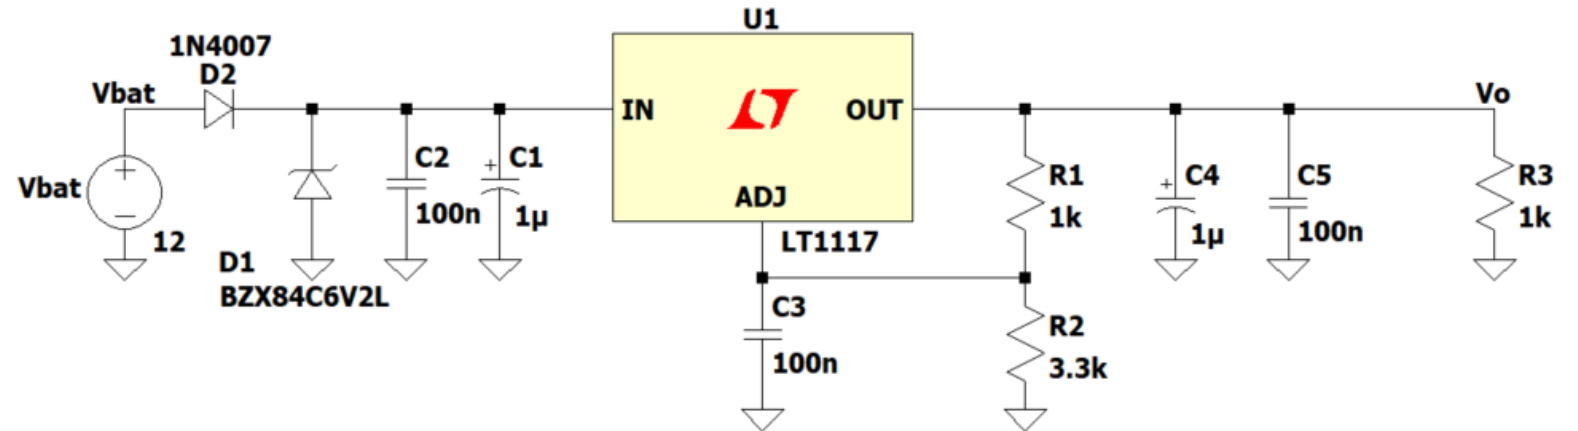 U1
1N4007
D2
Vbat
Vo
IN
OUT
C2
C1
R1
C4
C5
R3
Vbat
ADJ
100n
1µ
1k
1µ
100n
1k
12
LT1117
D1
BZX84C6V2L
C3
R2
100n
3.3k